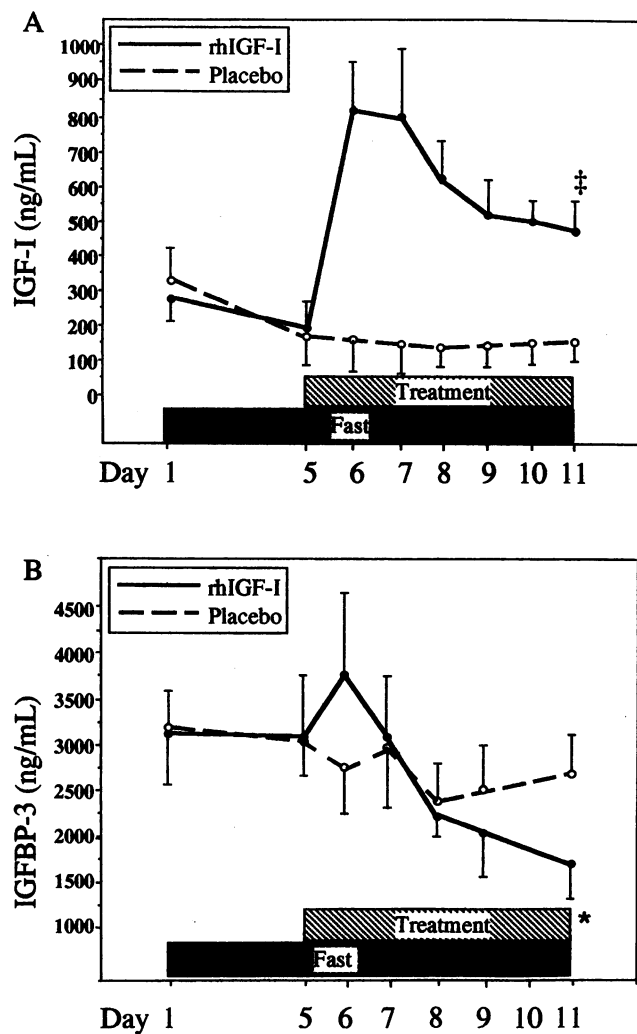 A
rhIGF-I
Placebo
IGF-I (ng/mL)
1000
900
800
700
600
500
400
300
200
100
0
‡
Treatment
Fast
Day 1 5 6 7 8 9 10 11
B
rhIGF-I
Placebo
IGFBP-3 (ng/mL)
4500
4000
3500
3000
2500
2000
1500
1000
Treatment *
Fast
Day 1 5 6 7 8 9 10 11